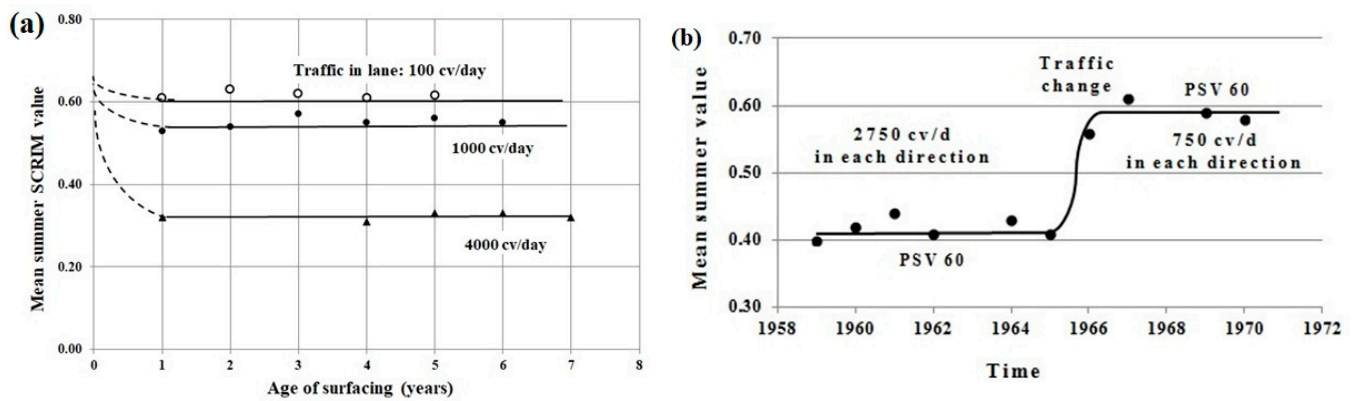 (a)
Mean summer SCRIM value
0.80
0.60
0.40
0.20
0.00
Traffic in lane: 100 cv/day
1000 cv/day
4000 cv/day
0 1 2 3 4 5 6 7 8
Age of surfacing (years)
(b)
Mean summer value
0.70
0.60
0.50
0.40
0.30
Traffic
change
PSV 60
2750 cv/d
in each direction
750 cv/d
in each direction
PSV 60
1958 1960 1962 1964 1966 1968 1970 1972
Time